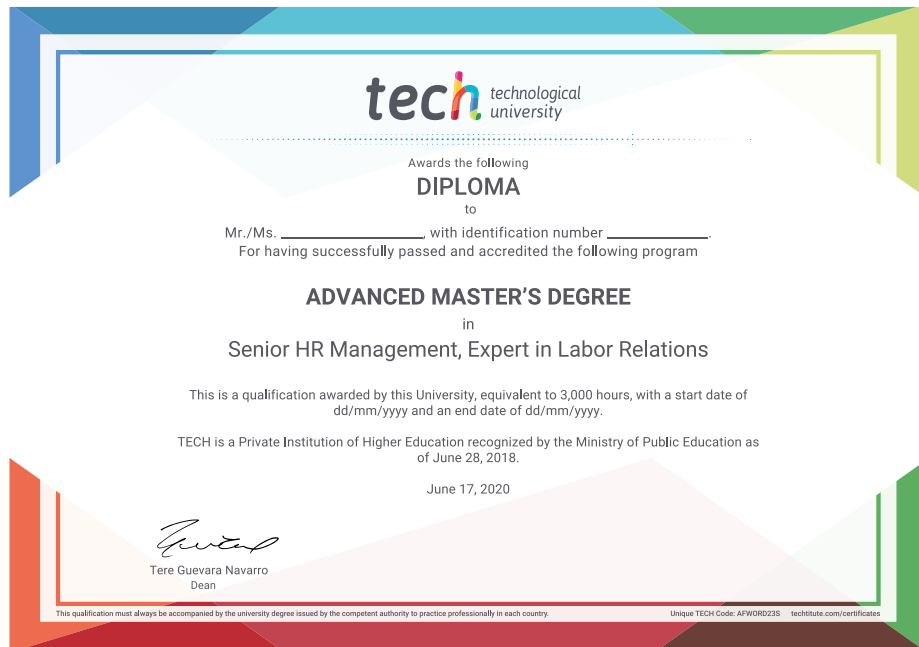 tech technological
university
Awards the following
DIPLOMA
to
Mr./Ms. ____________________, with identification number ______________.
For having successfully passed and accredited the following program
ADVANCED MASTER'S DEGREE
in
Senior HR Management, Expert in Labor Relations
This is a qualification awarded by this University, equivalent to 3,000 hours, with a start date of
dd/mm/yyyy and an end date of dd/mm/yyyy.
TECH is a Private Institution of Higher Education recognized by the Ministry of Public Education as
of June 28, 2018.
June 17, 2020
Tere Guevara Navarro
Dean
This qualification must always be accompanied by the university degree issued by the competent authority to practice professionally in each country. Unique TECH Code: AFWORD23S techtitute.com/certificates